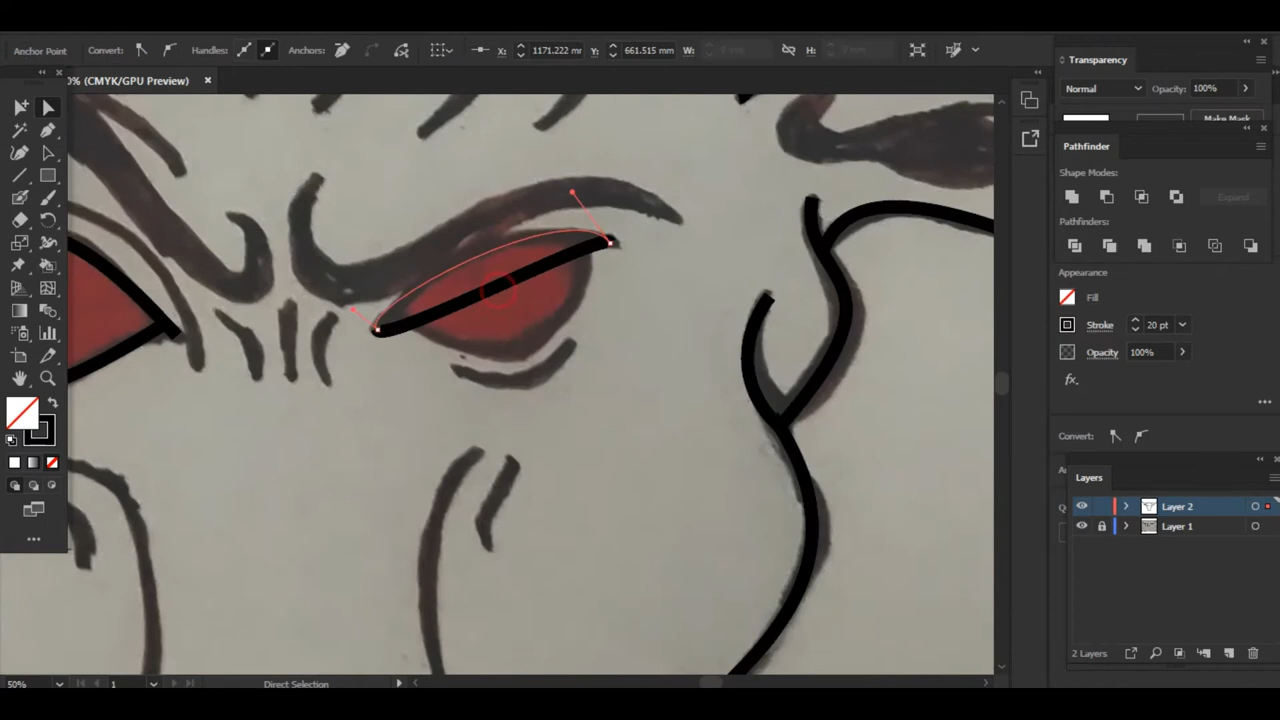 Anchor Point
Convert:
Handles:
Anchors:
X:
1171.222 mm
Y:
661.515 mm
W:
H:
0% (CMYK/GPU Preview)
Transparency
Normal
Opacity:
100%
Make Mask
Pathfinder
Shape Modes:
Expand
Pathfinders:
Appearance
Fill
Stroke
20 pt
Opacity
100%
fx
Convert:
Layers
Layer 2
Layer 1
2 Layers
50%
1
Direct Selection